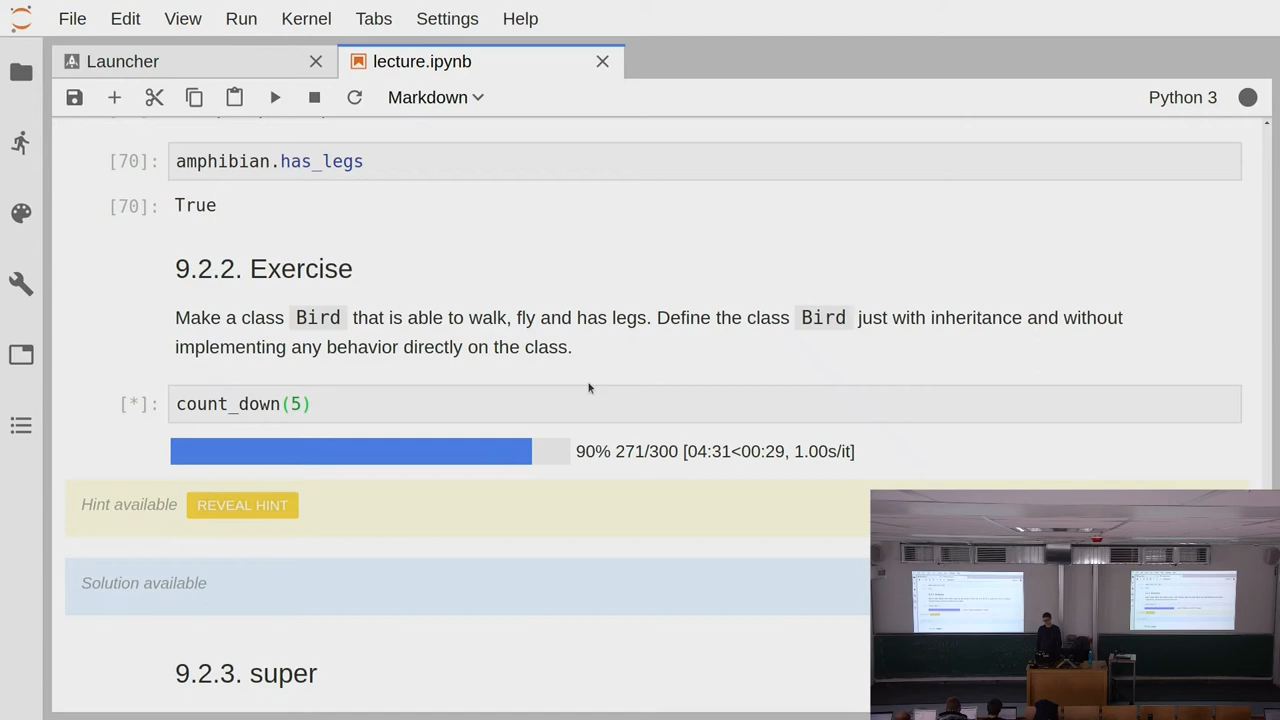 File Edit View Run Kernel Tabs Settings Help
Launcher
lecture.ipynb
Markdown
Python 3
[70]: amphibian.has_legs
[70]: True
9.2.2. Exercise
Make a class Bird that is able to walk, fly and has legs. Define the class Bird just with inheritance and without
implementing any behavior directly on the class.
[*]: count_down(5)
90% 271/300 [04:31<00:29, 1.00s/it]
Hint available REVEAL HINT
Solution available
9.2.3. super